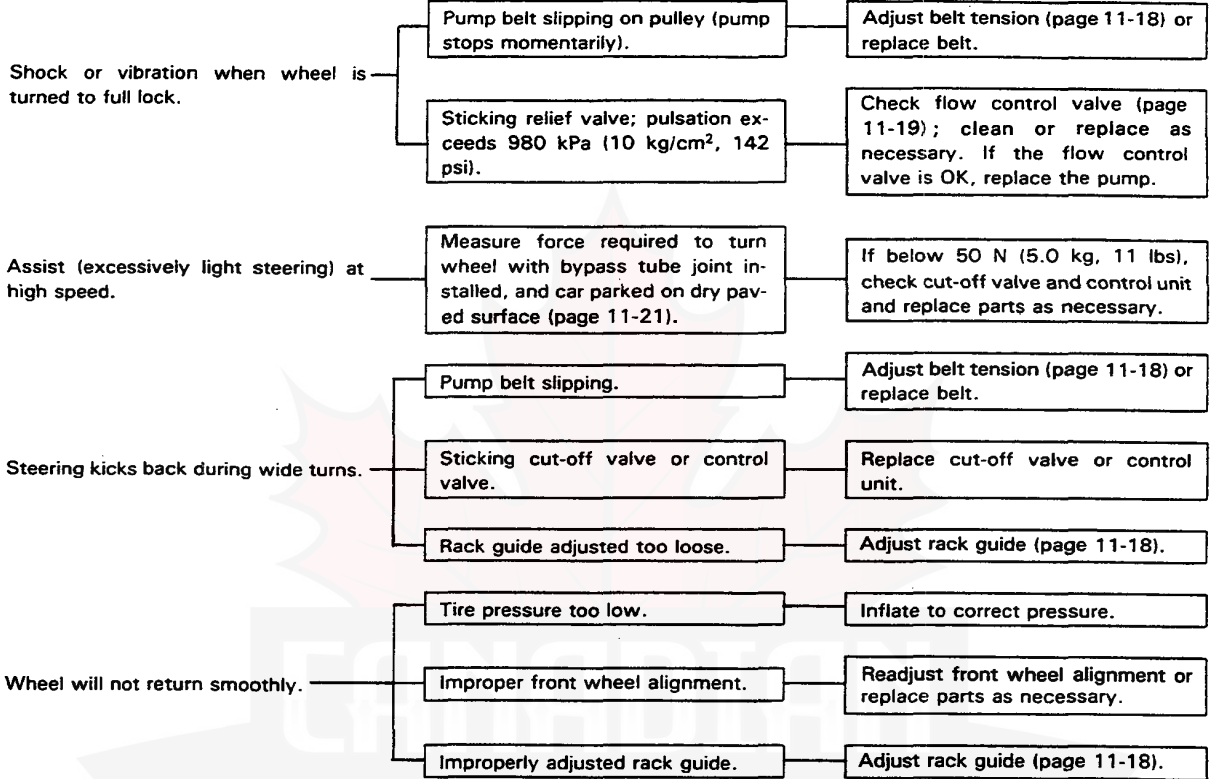 Shock or vibration when wheel is
turned to full lock.
Pump belt slipping on pulley (pump
stops momentarily).
Adjust belt tension (page 11-18) or
replace belt.
Sticking relief valve; pulsation ex-
ceeds 980 kPa (10 kg/cm², 142
psi).
Check flow control valve (page
11-19) ; clean or replace as
necessary. If the flow control
valve is OK, replace the pump.
Assist (excessively light steering) at
high speed.
Measure force required to turn
wheel with bypass tube joint in-
stalled, and car parked on dry pav-
ed surface (page 11-21).
If below 50 N (5.0 kg, 11 lbs),
check cut-off valve and control unit
and replace parts as necessary.
Steering kicks back during wide turns.
Pump belt slipping.
Adjust belt tension (page 11-18) or
replace belt.
Sticking cut-off valve or control
valve.
Replace cut-off valve or control
unit.
Rack guide adjusted too loose.
Adjust rack guide (page 11-18).
Wheel will not return smoothly.
Tire pressure too low.
Inflate to correct pressure.
Improper front wheel alignment.
Readjust front wheel alignment or
replace parts as necessary.
Improperly adjusted rack guide.
Adjust rack guide (page 11-18).
CANADIAN